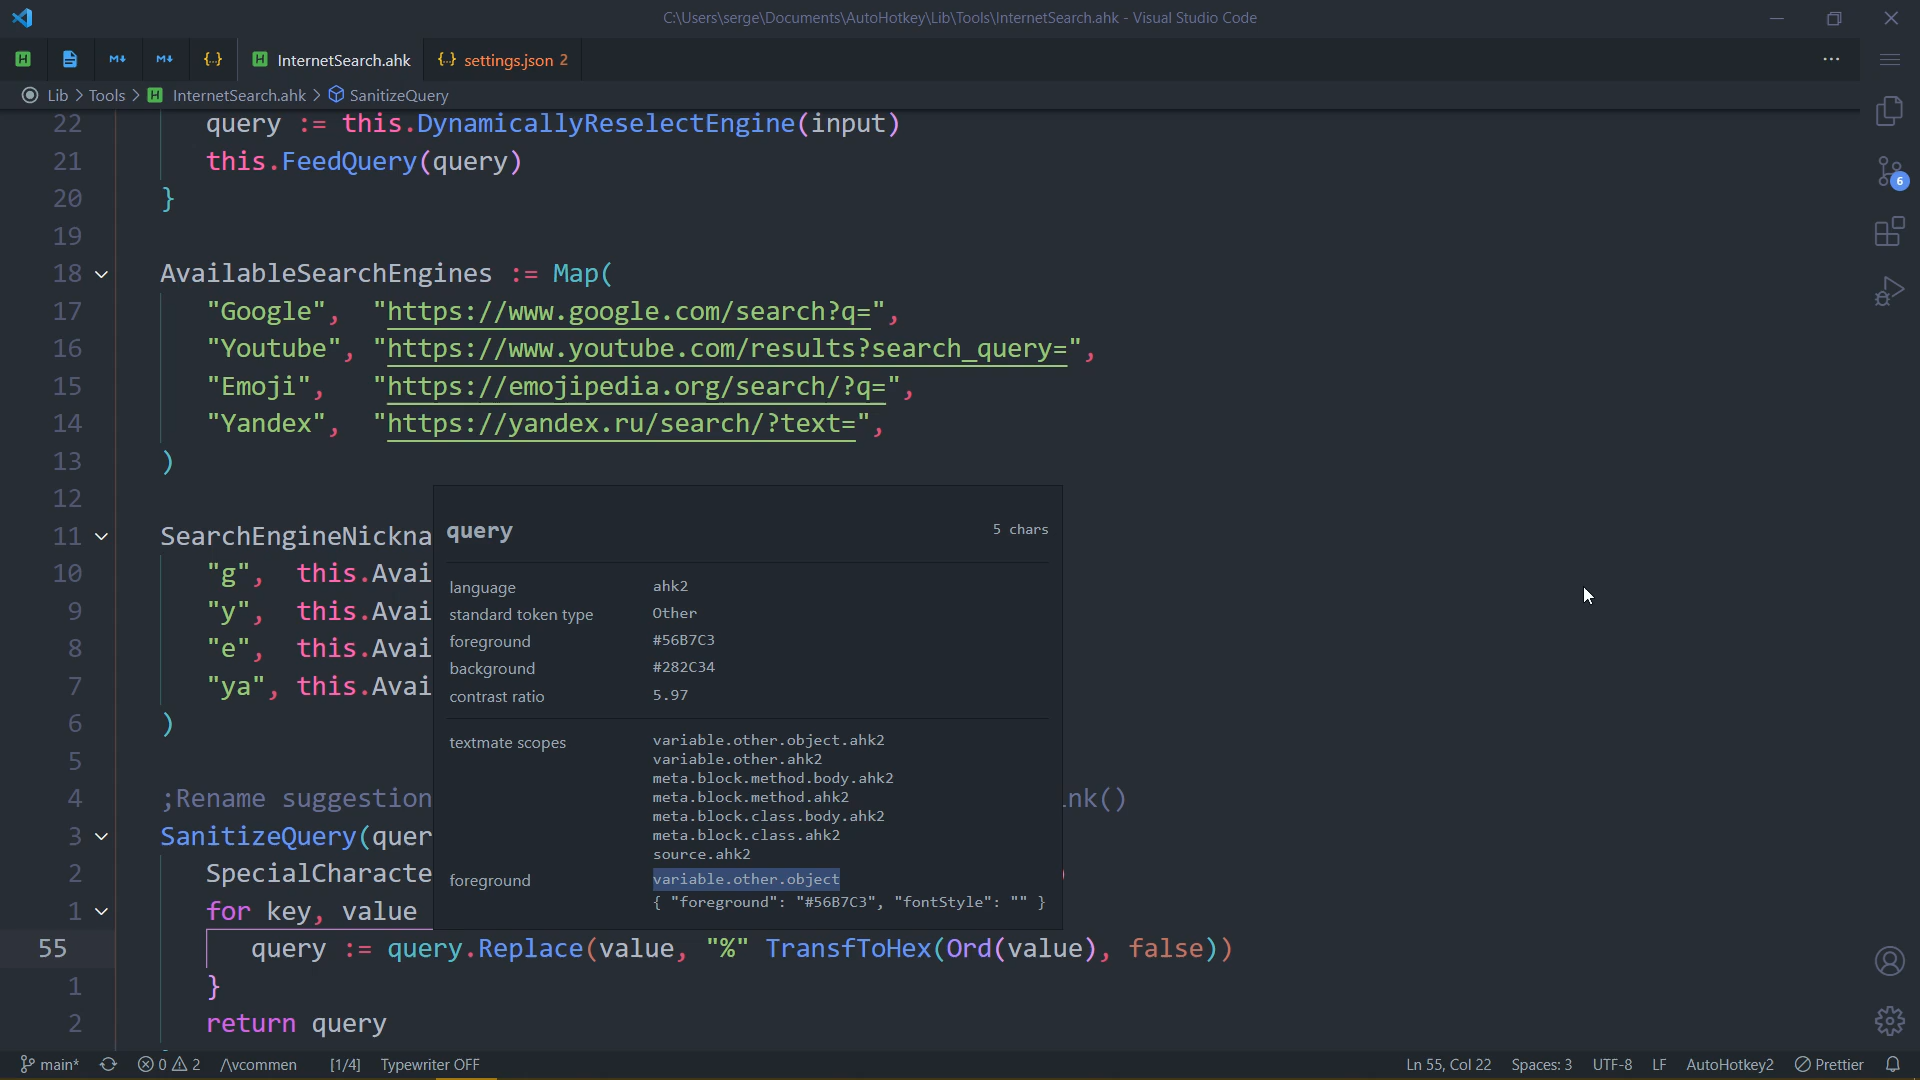 C:\Users\serge\Documents\AutoHotkey\Lib\Tools\InternetSearch.ahk - Visual Studio Code
InternetSearch.ahk
settings.json 2
Lib > Tools > InternetSearch.ahk > SanitizeQuery
22 query := this.DynamicallyReselectEngine(input)
21 this.FeedQuery(query)
20 }
19
18 AvailableSearchEngines := Map(
17 "Google", "https://www.google.com/search?q=",
16 "Youtube", "https://www.youtube.com/results?search_query=",
15 "Emoji", "https://emojipedia.org/search/?q=",
14 "Yandex", "https://yandex.ru/search/?text=",
13 )
12
11 SearchEngineNickna
10 "g", this.Avai
9 "y", this.Avai
8 "e", this.Avai
7 "ya", this.Avai
6 )
5
4 ;Rename suggestion nk()
3 SanitizeQuery(quer
2 SpecialCharacte )
1 for key, value
55 query := query.Replace(value, "%" TransfToHex(Ord(value), false))
1 }
2 return query
query 5 chars
language ahk2
standard token type Other
foreground #56B7C3
background #282C34
contrast ratio 5.97
textmate scopes variable.other.object.ahk2
variable.other.ahk2
meta.block.method.body.ahk2
meta.block.method.ahk2
meta.block.class.body.ahk2
meta.block.class.ahk2
source.ahk2
foreground variable.other.object
{ "foreground": "#56B7C3", "fontStyle": "" }
6
main* 0 2 /\vcommen [1/4] Typewriter OFF Ln 55, Col 22 Spaces: 3 UTF-8 LF AutoHotkey2 Prettier